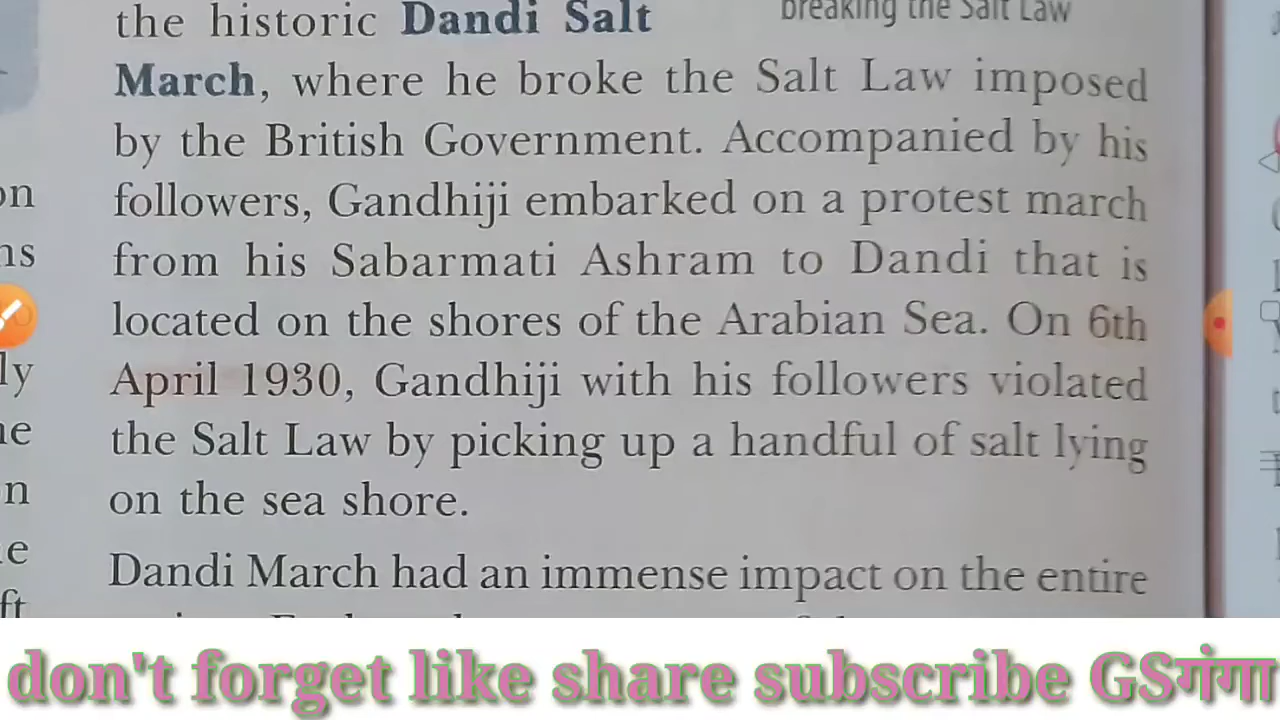 the historic Dandi Salt
breaking the Salt Law
March, where he broke the Salt Law imposed
by the British Government. Accompanied by his
followers, Gandhiji embarked on a protest march
from his Sabarmati Ashram to Dandi that is
located on the shores of the Arabian Sea. On 6th
April 1930, Gandhiji with his followers violated
the Salt Law by picking up a handful of salt lying
on the sea shore.
Dandi March had an immense impact on the entire
don't forget like share subscribe GSगंगा